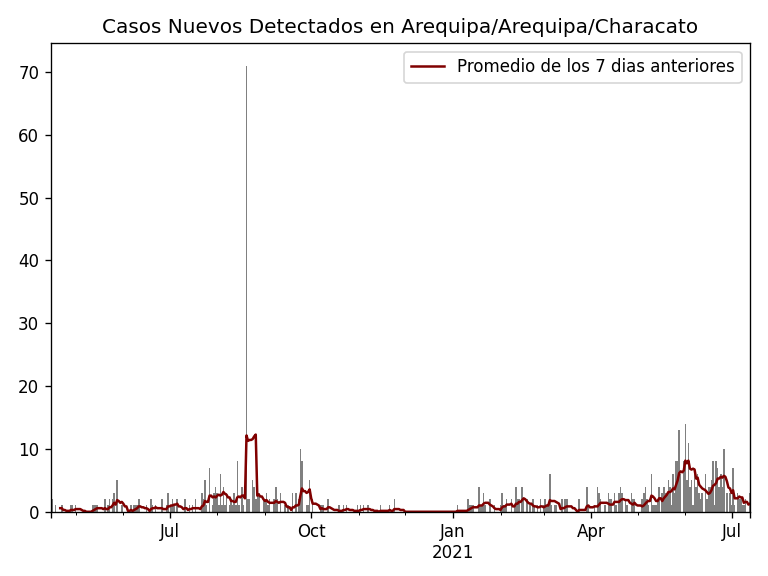 Casos Nuevos Detectados en Arequipa/Arequipa/Characato
Promedio de los 7 dias anteriores
70
60
50
40
30
20
10
0
Jul
Oct
Jan
2021
Apr
Jul